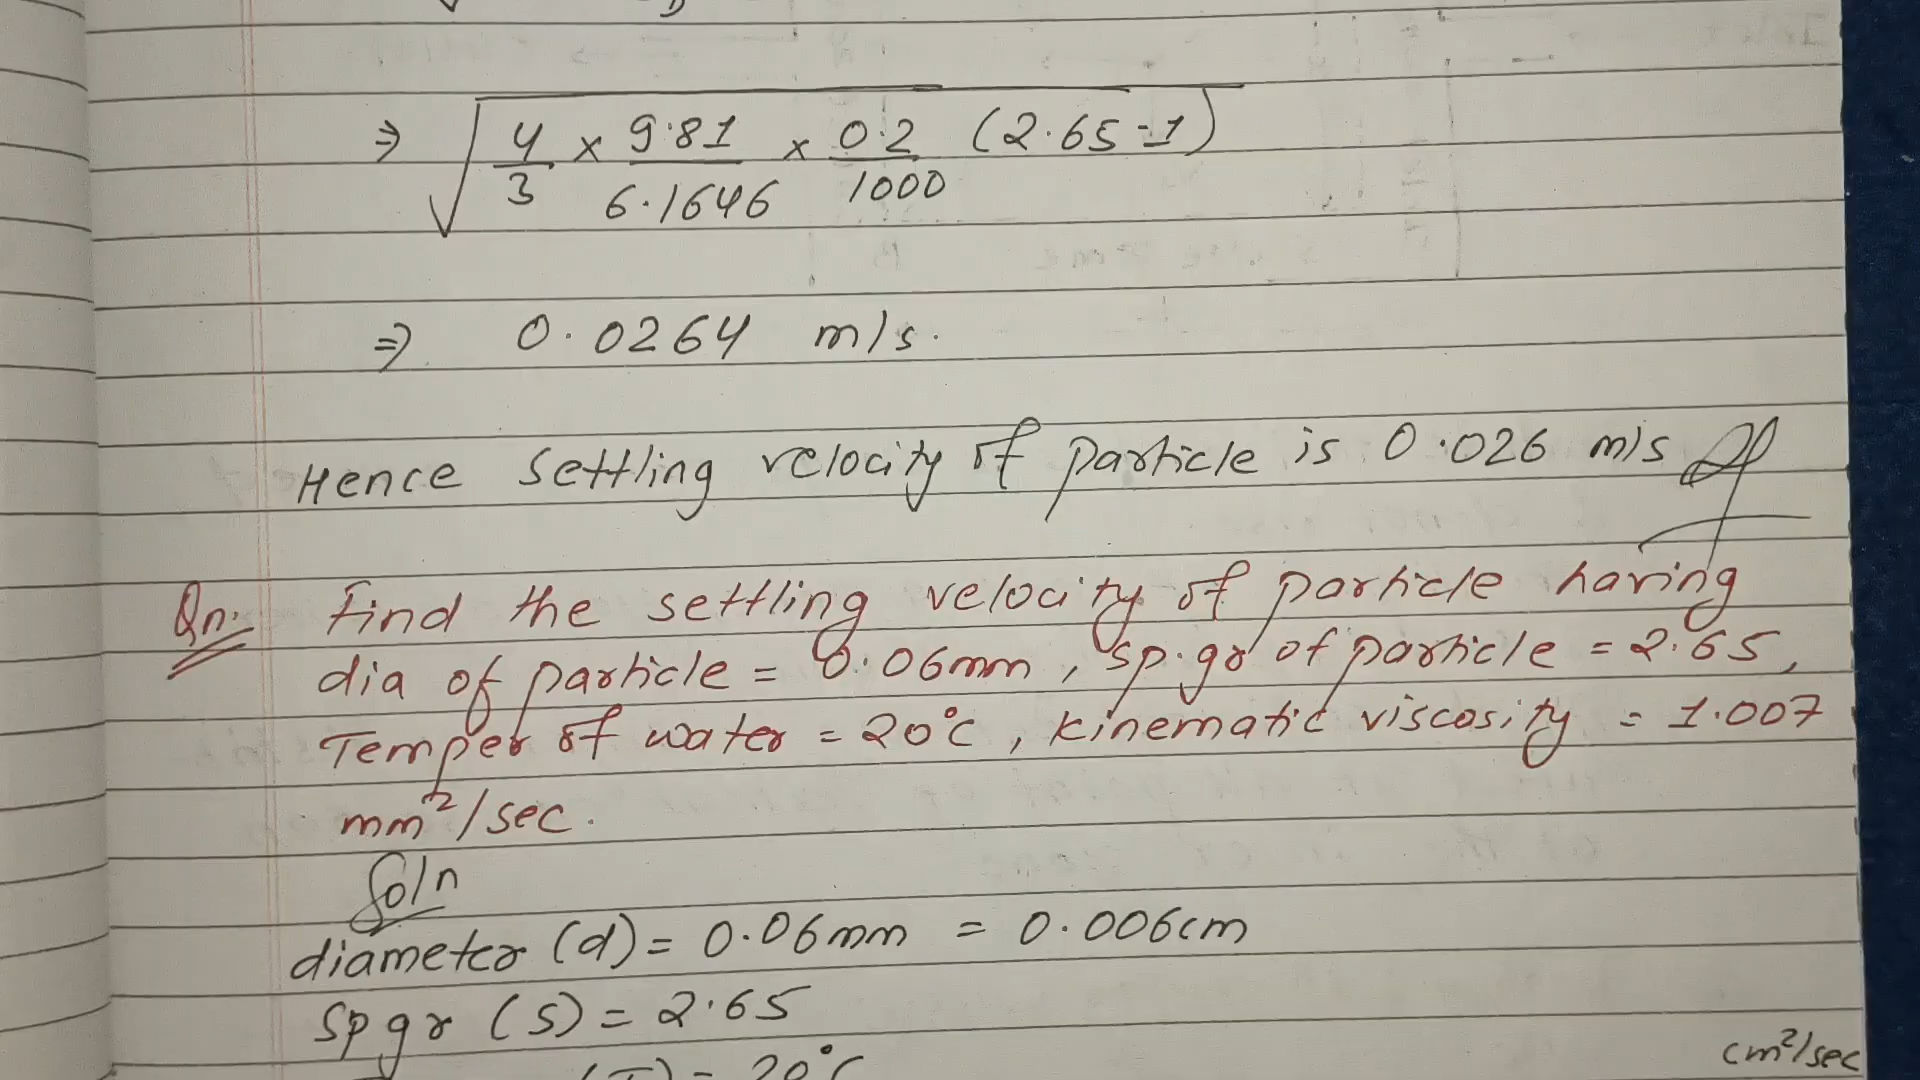 ⇒ √(4/3 × 9.81/6.1646 × 0.2/1000 (2.65-1))
⇒ 0.0264 m/s.
Hence settling velocity of particle is 0.026 m/s
Qn. Find the settling velocity of particle having
dia of particle = 0.06mm, sp.gr of particle = 2.65,
Temper of water = 20°C, kinematic viscosity = 1.007
mm²/sec.
Soln
diameter (d) = 0.06mm = 0.006cm
Sp gr (S) = 2.65
(T) = 20°C
cm²/sec